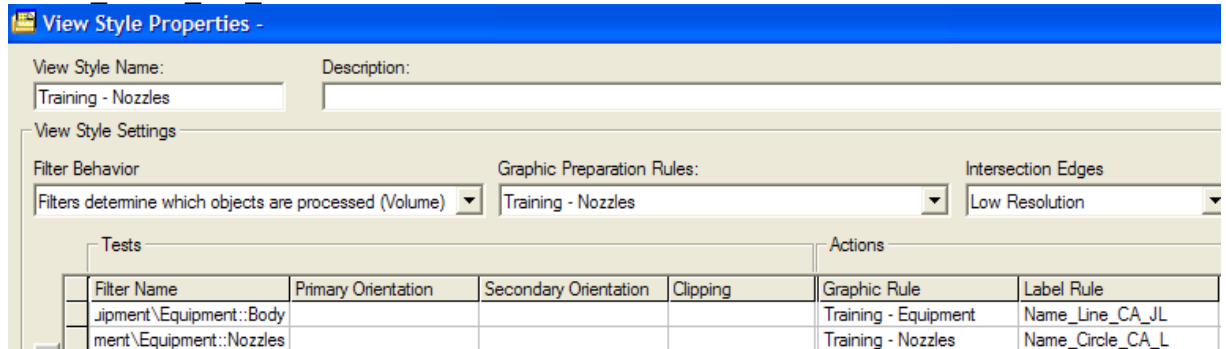 View Style Properties -
View Style Name: Description:
Training - Nozzles
View Style Settings
Filter Behavior Graphic Preparation Rules: Intersection Edges
Filters determine which objects are processed (Volume) Training - Nozzles Low Resolution
Tests Actions
Filter Name Primary Orientation Secondary Orientation Clipping Graphic Rule Label Rule
uipment\Equipment::Body Training - Equipment Name_Line_CA_JL
ment\Equipment::Nozzles Training - Nozzles Name_Circle_CA_L